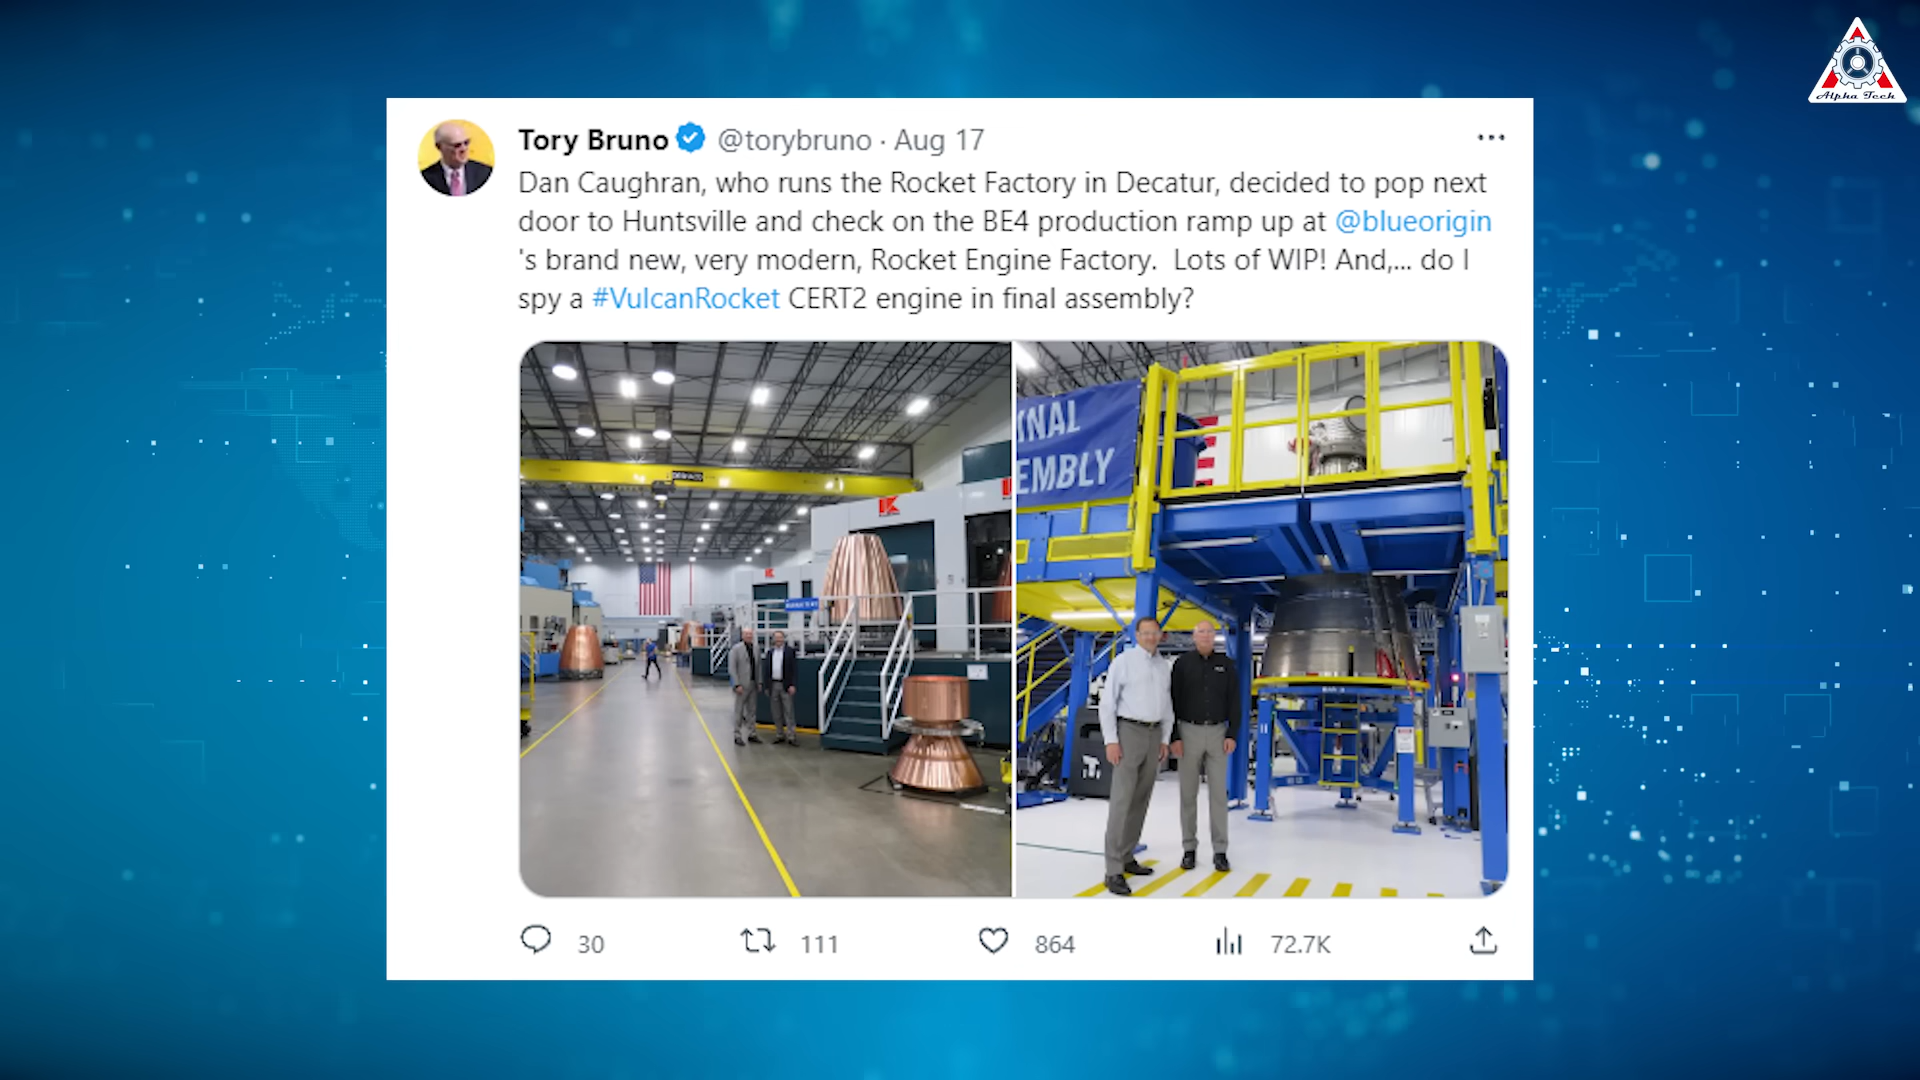 Alpha Tech
Tory Bruno @torybruno · Aug 17
Dan Caughran, who runs the Rocket Factory in Decatur, decided to pop next
door to Huntsville and check on the BE4 production ramp up at @blueorigin
's brand new, very modern, Rocket Engine Factory.  Lots of WIP! And,... do I
spy a #VulcanRocket CERT2 engine in final assembly?
INAL
EMBLY
30 111 864 72.7K